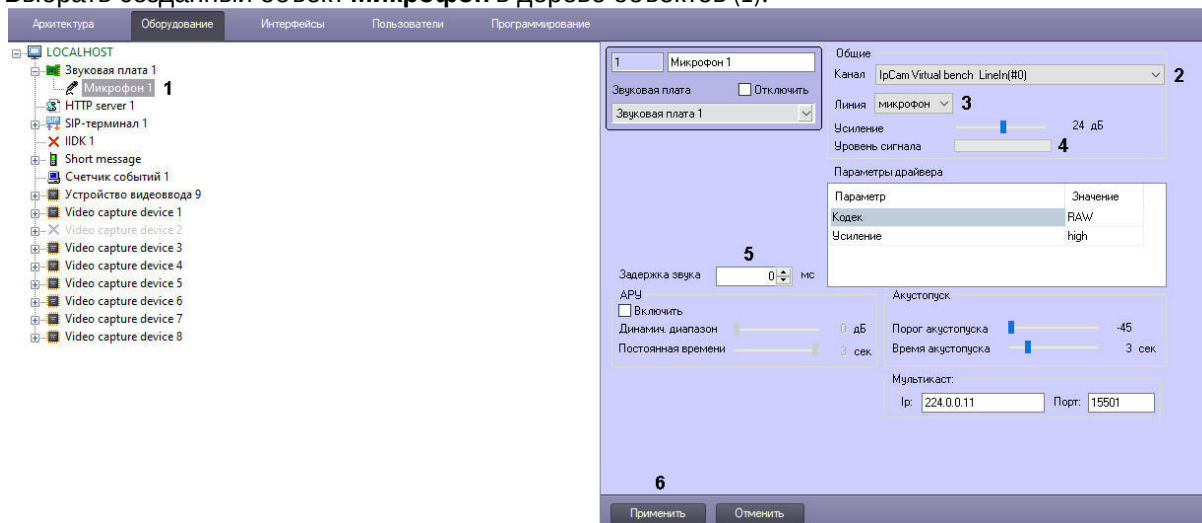 Выбрать созданный объект Микрофон в дереве объектов (1).
Архитектура Оборудование Интерфейсы Пользователи Программирование
LOCALHOST
Звуковая плата 1
Микрофон 1 1
HTTP server 1
SIP-терминал 1
IIDK 1
Short message
Счетчик событий 1
Устройство видеоввода 9
Video capture device 1
Video capture device 2
Video capture device 3
Video capture device 4
Video capture device 5
Video capture device 6
Video capture device 7
Video capture device 8
1 Микрофон 1
Звуковая плата Отключить
Звуковая плата 1
Общие
Канал IpCam Virtual bench LineIn(#0) 2
Линия микрофон 3
Усиление 24 дБ
Уровень сигнала 4
Параметры драйвера
Параметр Значение
Кодек RAW
Усиление high
5
Задержка звука 0 мс
АРУ
Включить
Динамич. диапазон 0 дБ
Постоянная времени 3 сек
Акустопуск
Порог акустопуска -45
Время акустопуска 3 сек
Мультикаст:
Ip: 224.0.0.11 Порт: 15501
6
Применить Отменить